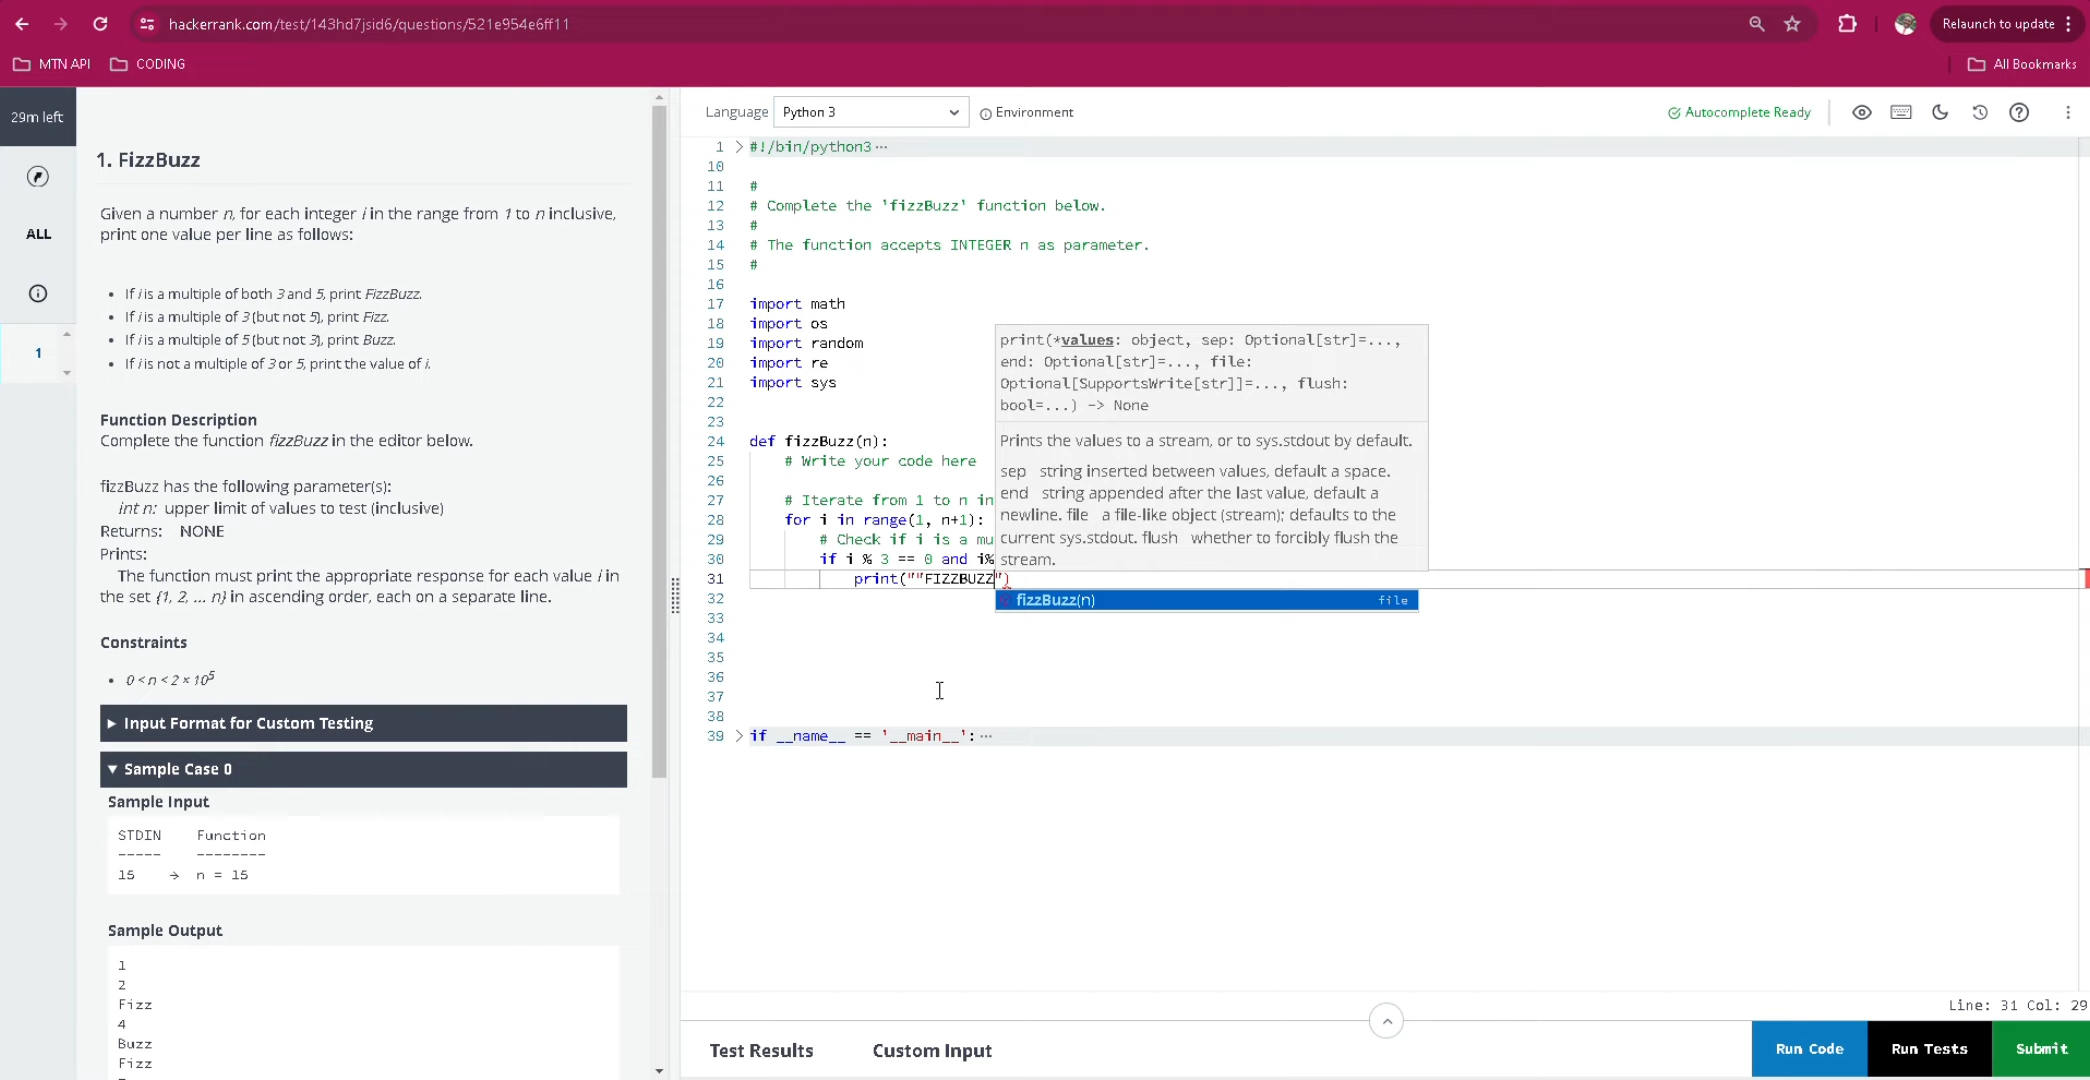 hackerrank.com/test/143hd7jsid6/questions/521e954e6ff11
Relaunch to update
MTN API
CODING
All Bookmarks
29m left
ALL
1
1. FizzBuzz
Given a number n, for each integer i in the range from 1 to n inclusive,
print one value per line as follows:
• If i is a multiple of both 3 and 5, print FizzBuzz.
• If i is a multiple of 3 (but not 5), print Fizz.
• If i is a multiple of 5 (but not 3), print Buzz.
• If i is not a multiple of 3 or 5, print the value of i.
Function Description
Complete the function fizzBuzz in the editor below.
fizzBuzz has the following parameter(s):
int n: upper limit of values to test (inclusive)
Returns: NONE
Prints:
The function must print the appropriate response for each value i in
the set {1, 2, ... n} in ascending order, each on a separate line.
Constraints
• 0 < n < 2 × 10^5
Input Format for Custom Testing
Sample Case 0
Sample Input
STDIN Function
----- --------
15 → n = 15
Sample Output
1
2
Fizz
4
Buzz
Fizz
Language Python 3 Environment
Autocomplete Ready
1 #!/bin/python3 ···
10
11 #
12 # Complete the 'fizzBuzz' function below.
13 #
14 # The function accepts INTEGER n as parameter.
15 #
16
17 import math
18 import os
19 import random
20 import re
21 import sys
22
23
24 def fizzBuzz(n):
25 # Write your code here
26
27 # Iterate from 1 to n in
28 for i in range(1, n+1):
29 # Check if i is a mu
30 if i % 3 == 0 and i%
31 print(""FIZZBUZZ")
32
33
34
35
36
37
38
39 if __name__ == '__main__': ···
print(*values: object, sep: Optional[str]=...,
end: Optional[str]=..., file:
Optional[SupportsWrite[str]]=..., flush:
bool=...) -> None
Prints the values to a stream, or to sys.stdout by default.
sep string inserted between values, default a space.
end string appended after the last value, default a
newline. file a file-like object (stream); defaults to the
current sys.stdout. flush whether to forcibly flush the
stream.
fizzBuzz(n) file
Line: 31 Col: 29
Test Results Custom Input
Run Code Run Tests Submit